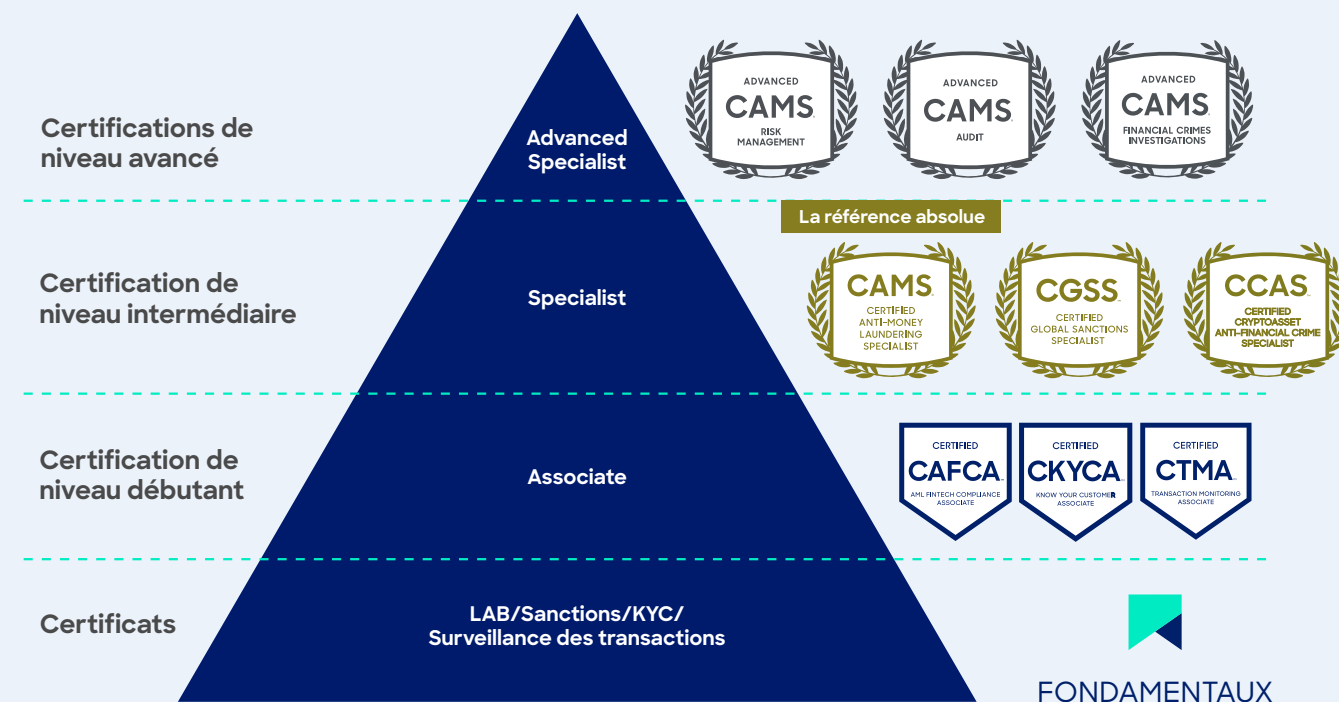 Certifications de
niveau avancé
Advanced
Specialist
ADVANCED
CAMS
RISK
MANAGEMENT
ADVANCED
CAMS
AUDIT
ADVANCED
CAMS
FINANCIAL CRIMES
INVESTIGATIONS
La référence absolue
Certification de
niveau intermédiaire
Specialist
CAMS
CERTIFIED
ANTI-MONEY
LAUNDERING
SPECIALIST
CGSS
CERTIFIED
GLOBAL SANCTIONS
SPECIALIST
CCAS
CERTIFIED
CRYPTOASSET
ANTI-FINANCIAL CRIME
SPECIALIST
Certification de
niveau débutant
Associate
CERTIFIED
CAFCA
AML FINTECH COMPLIANCE
ASSOCIATE
CERTIFIED
CKYCA
KNOW YOUR CUSTOMER
ASSOCIATE
CERTIFIED
CTMA
TRANSACTION MONITORING
ASSOCIATE
Certificats
LAB/Sanctions/KYC/
Surveillance des transactions
FONDAMENTAUX